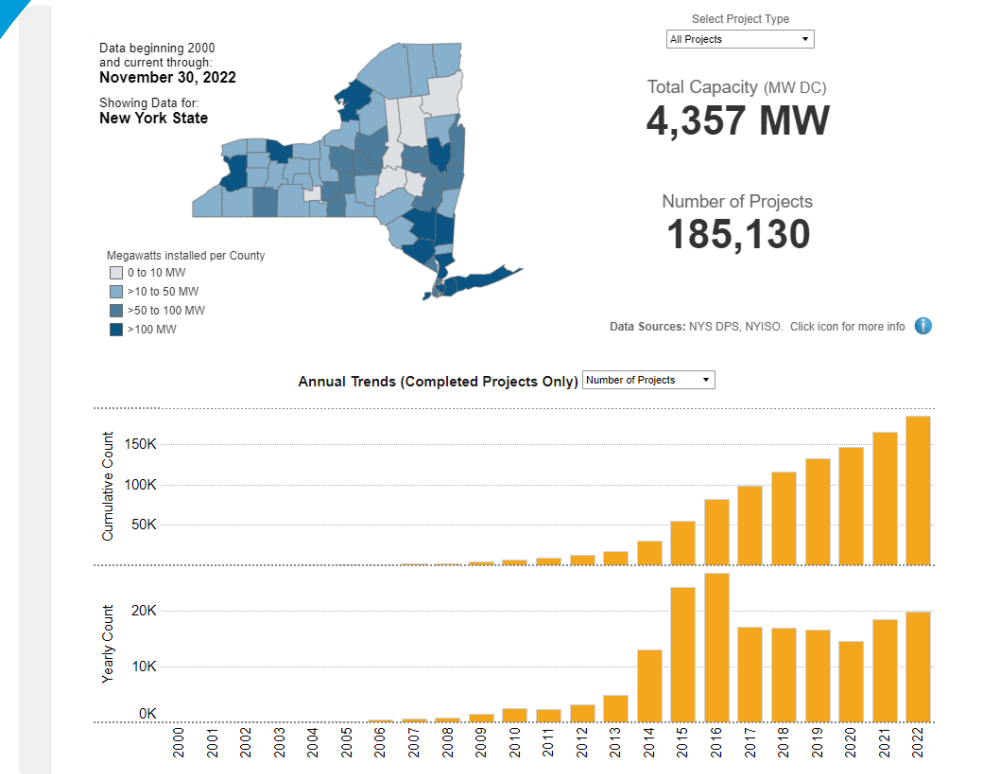 Data beginning 2000
and current through:
November 30, 2022
Showing Data for:
New York State
Select Project Type
All Projects
Total Capacity (MW DC)
4,357 MW
Number of Projects
185,130
Megawatts installed per County
0 to 10 MW
>10 to 50 MW
>50 to 100 MW
>100 MW
Data Sources: NYS DPS, NYISO. Click icon for more info
i
Annual Trends (Completed Projects Only)
Number of Projects
Cumulative Count
150K
100K
50K
Yearly Count
20K
10K
0K
2000
2001
2002
2003
2004
2005
2006
2007
2008
2009
2010
2011
2012
2013
2014
2015
2016
2017
2018
2019
2020
2021
2022